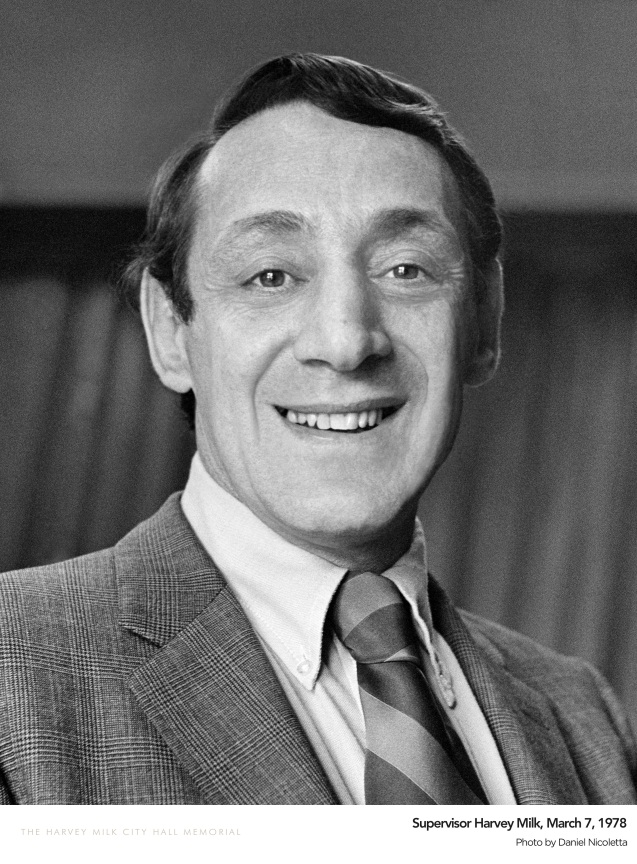 THE HARVEY MILK CITY HALL MEMORIAL
Supervisor Harvey Milk, March 7, 1978
Photo by Daniel Nicoletta